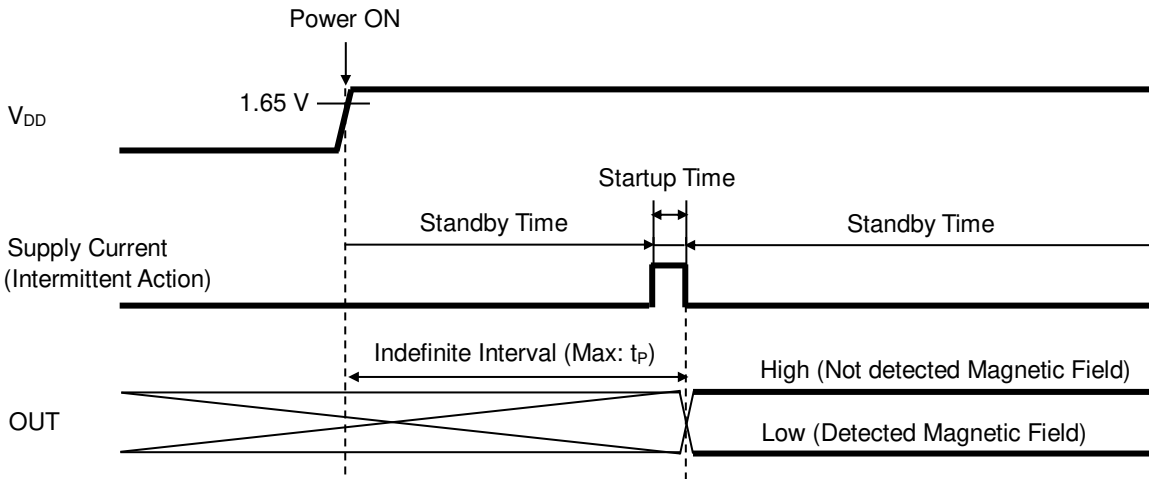 Power ON
1.65 V
VDD
Startup Time
Standby Time
Standby Time
Supply Current
(Intermittent Action)
Indefinite Interval (Max: tP)
High (Not detected Magnetic Field)
OUT
Low (Detected Magnetic Field)